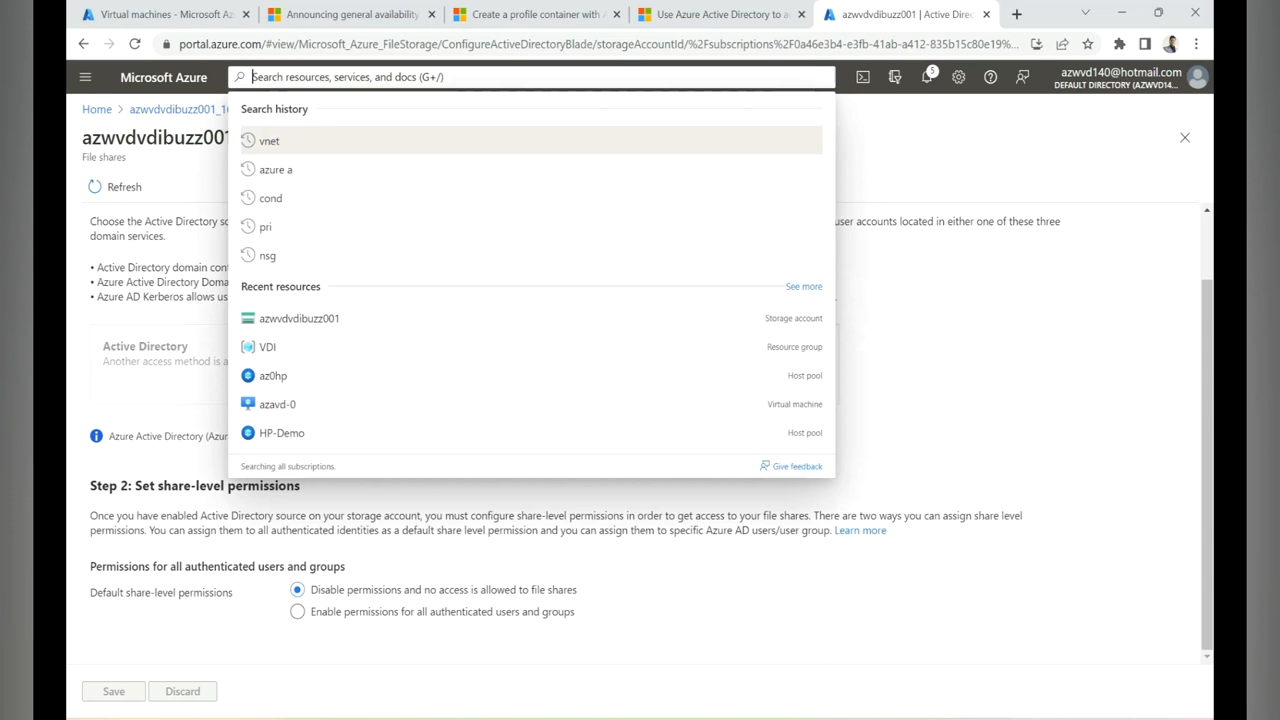 Virtual machines - Microsoft Az
Announcing general availability
Create a profile container with A
Use Azure Active Directory to a
azwvdvdibuzz001 | Active Direc
portal.azure.com/#view/Microsoft_Azure_FileStorage/ConfigureActiveDirectoryBlade/storageAccountId/%2Fsubscriptions%2F0a46e3b4-e3fb-41ab-a412-835b15c80e19%...
Microsoft Azure
Search resources, services, and docs (G+/)
5
azwvd140@hotmail.com
DEFAULT DIRECTORY (AZWVD14...
Home > azwvdvdibuzz001_1
azwvdvdibuzz001
File shares
Refresh
Choose the Active Directory so
user accounts located in either one of these three
domain services.
• Active Directory domain cont
• Azure Active Directory Doma
• Azure AD Kerberos allows us
Active Directory
Another access method is a
Azure Active Directory (Azur
Search history
vnet
azure a
cond
pri
nsg
Recent resources
See more
azwvdvdibuzz001
Storage account
VDI
Resource group
az0hp
Host pool
azavd-0
Virtual machine
HP-Demo
Host pool
Searching all subscriptions.
Give feedback
Step 2: Set share-level permissions
Once you have enabled Active Directory source on your storage account, you must configure share-level permissions in order to get access to your file shares. There are two ways you can assign share level
permissions. You can assign them to all authenticated identities as a default share level permission and you can assign them to specific Azure AD users/user group. Learn more
Permissions for all authenticated users and groups
Default share-level permissions
Disable permissions and no access is allowed to file shares
Enable permissions for all authenticated users and groups
Save
Discard